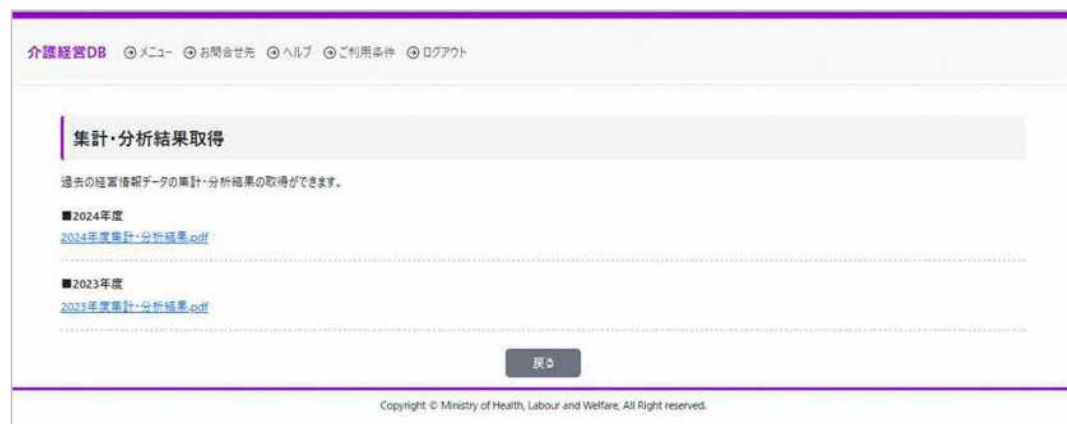 介護経営DB メニュー お問合せ先 ヘルプ ご利用条件 ログアウト
集計・分析結果取得
過去の経営情報データの集計・分析結果の取得ができます。
■2024年度
2024年度集計・分析結果.pdf
■2023年度
2023年度集計・分析結果.pdf
戻る
Copyright © Ministry of Health, Labour and Welfare, All Right reserved.